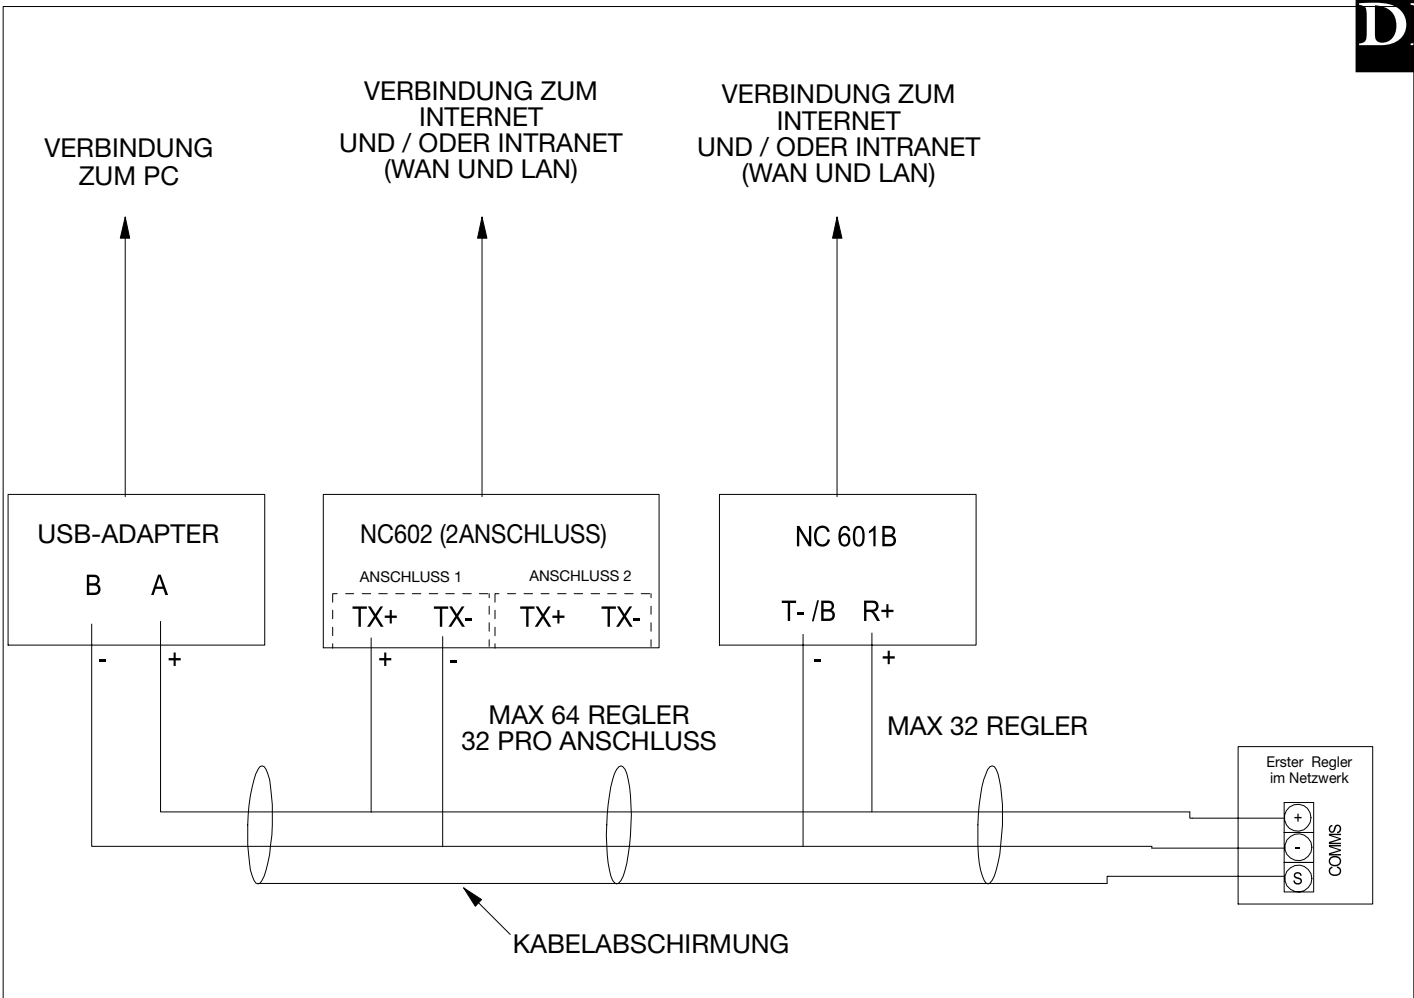 D
VERBINDUNG
ZUM PC
VERBINDUNG ZUM
INTERNET
UND / ODER INTRANET
(WAN UND LAN)
VERBINDUNG ZUM
INTERNET
UND / ODER INTRANET
(WAN UND LAN)
USB-ADAPTER
B A
- +
NC602 (2ANSCHLUSS)
ANSCHLUSS 1 ANSCHLUSS 2
TX+ TX- TX+ TX-
+ -
NC 601B
T- /B R+
- +
MAX 64 REGLER
32 PRO ANSCHLUSS
MAX 32 REGLER
Erster Regler
im Netzwerk
+
-
S
COMMS
KABELABSCHIRMUNG